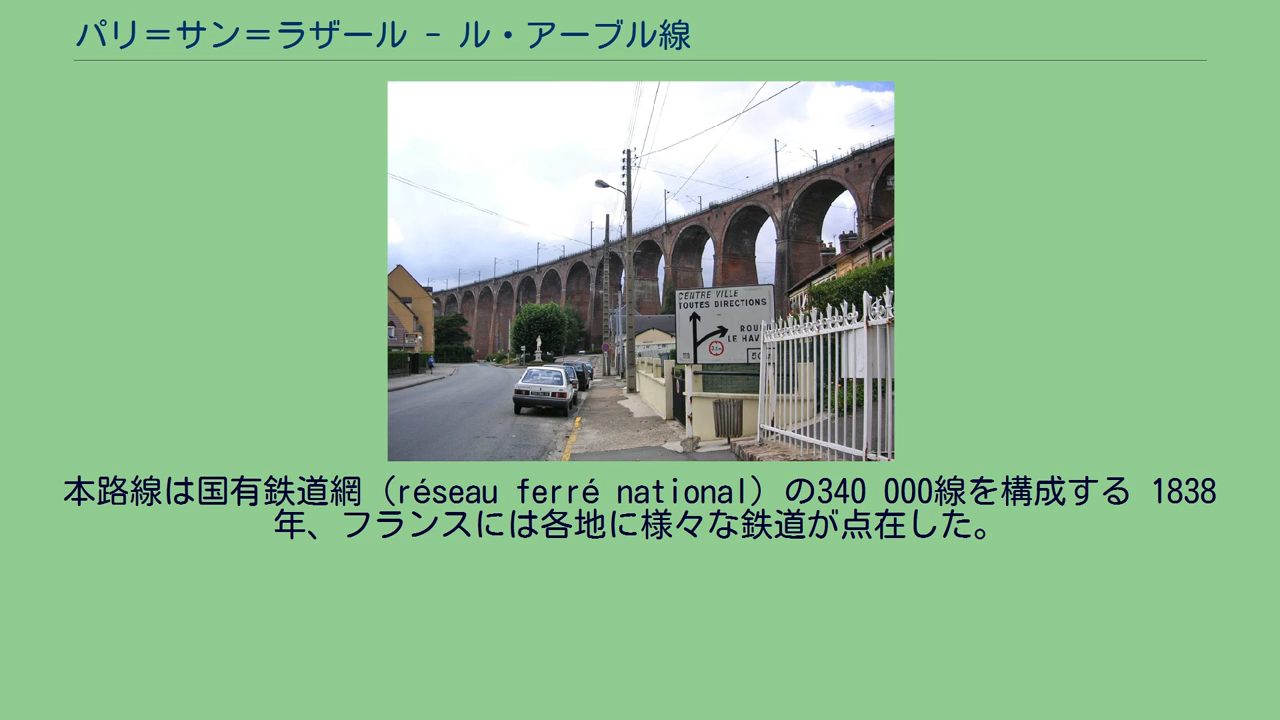 パリ＝サン＝ラザール - ル・アーブル線
CENTRE VILLE
TOUTES DIRECTIONS
LE
本路線は国有鉄道網（réseau ferré national）の340 000線を構成する 1838
年、フランスには各地に様々な鉄道が点在した。